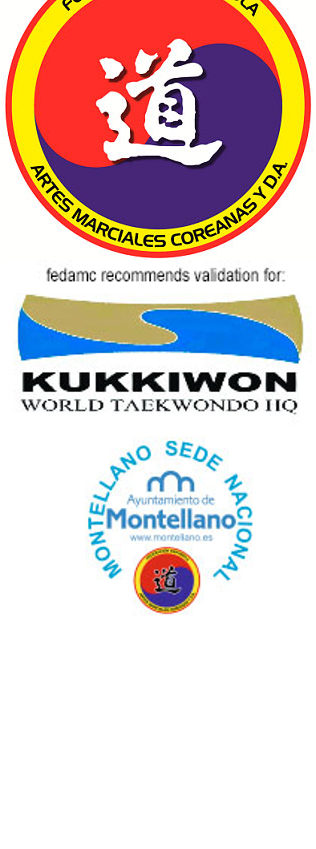 道
ARTES MARCIALES COREANAS Y D.A.
fedamc recommends validation for:
KUKKIWON
WORLD TAEKWONDO HQ
MONTELLANO SEDE NACIONAL
Ayuntamiento de
Montellano
www.montellano.es
道